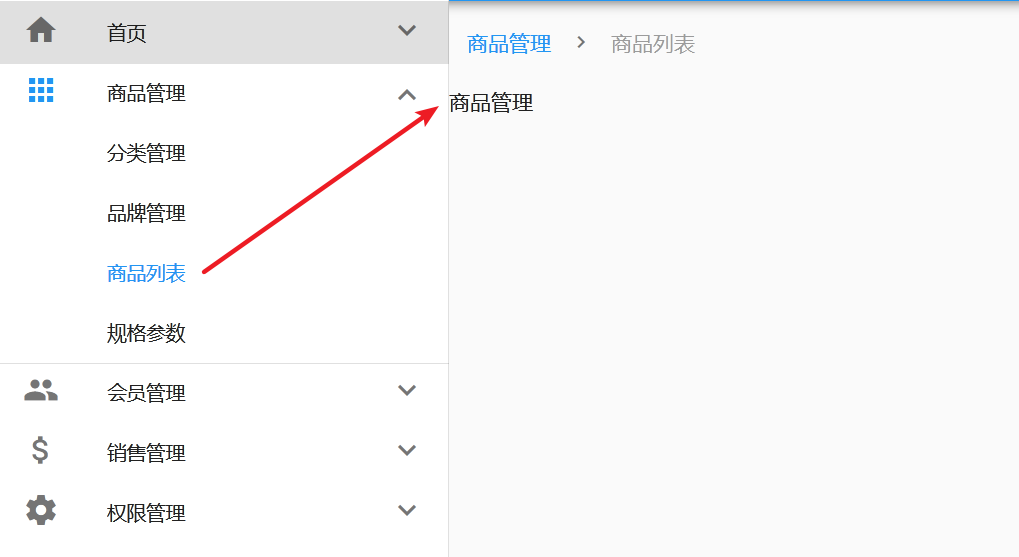 首页
商品管理
分类管理
品牌管理
商品列表
规格参数
会员管理
销售管理
权限管理
商品管理 > 商品列表
商品管理